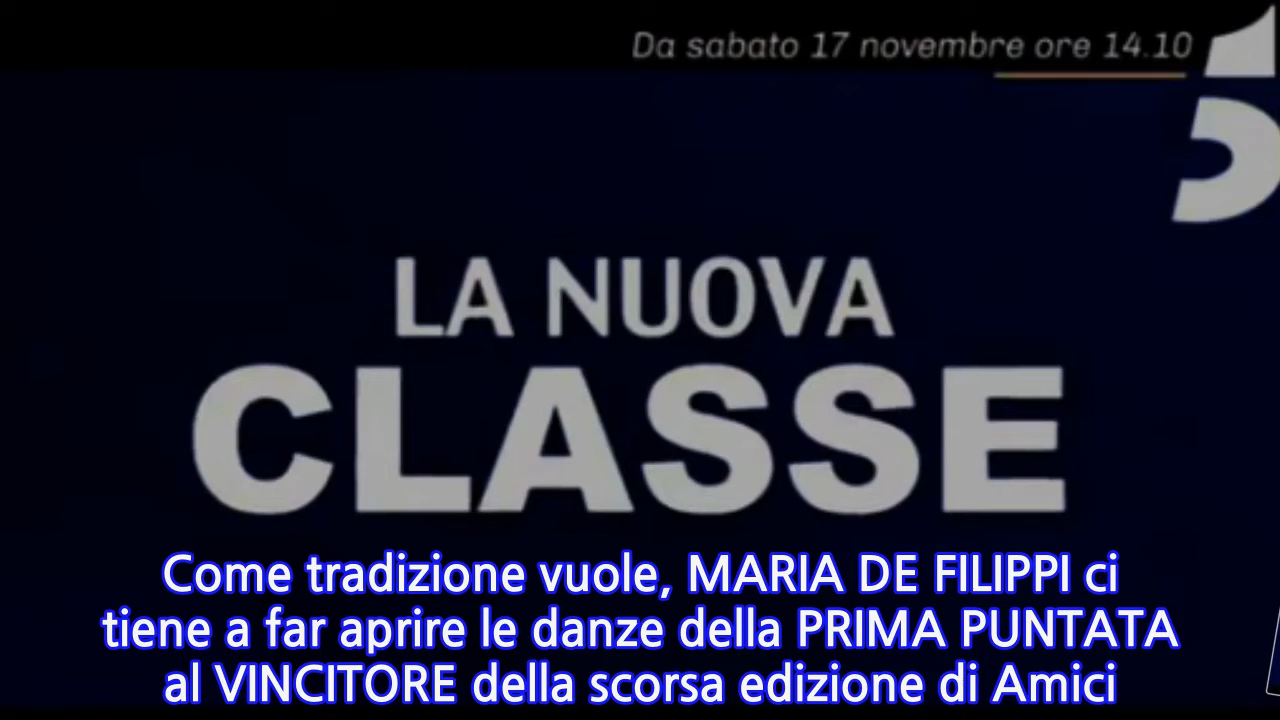 Da sabato 17 novembre ore 14.10
5
LA NUOVA
CLASSE
Come tradizione vuole, MARIA DE FILIPPI ci
tiene a far aprire le danze della PRIMA PUNTATA
al VINCITORE della scorsa edizione di Amici